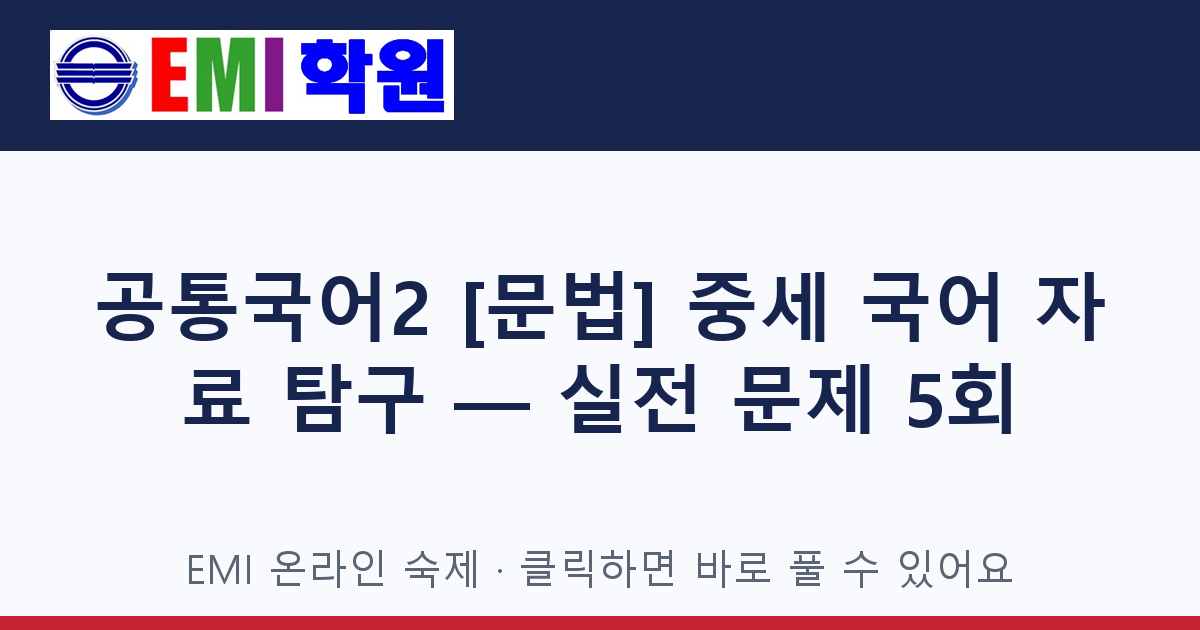 EMI 학원
공통국어2 [문법] 중세 국어 자
료 탐구 — 실전 문제 5회
EMI 온라인 숙제 · 클릭하면 바로 풀 수 있어요